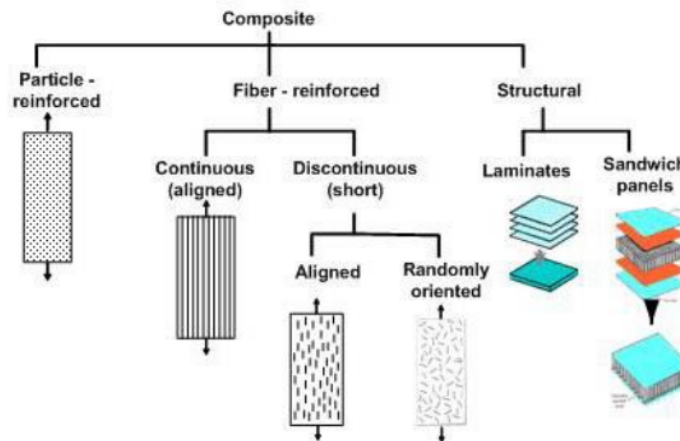 Composite
Particle -
reinforced
Fiber - reinforced
Structural
Continuous
(aligned)
Discontinuous
(short)
Laminates
Sandwich
panels
Aligned
Randomly
oriented